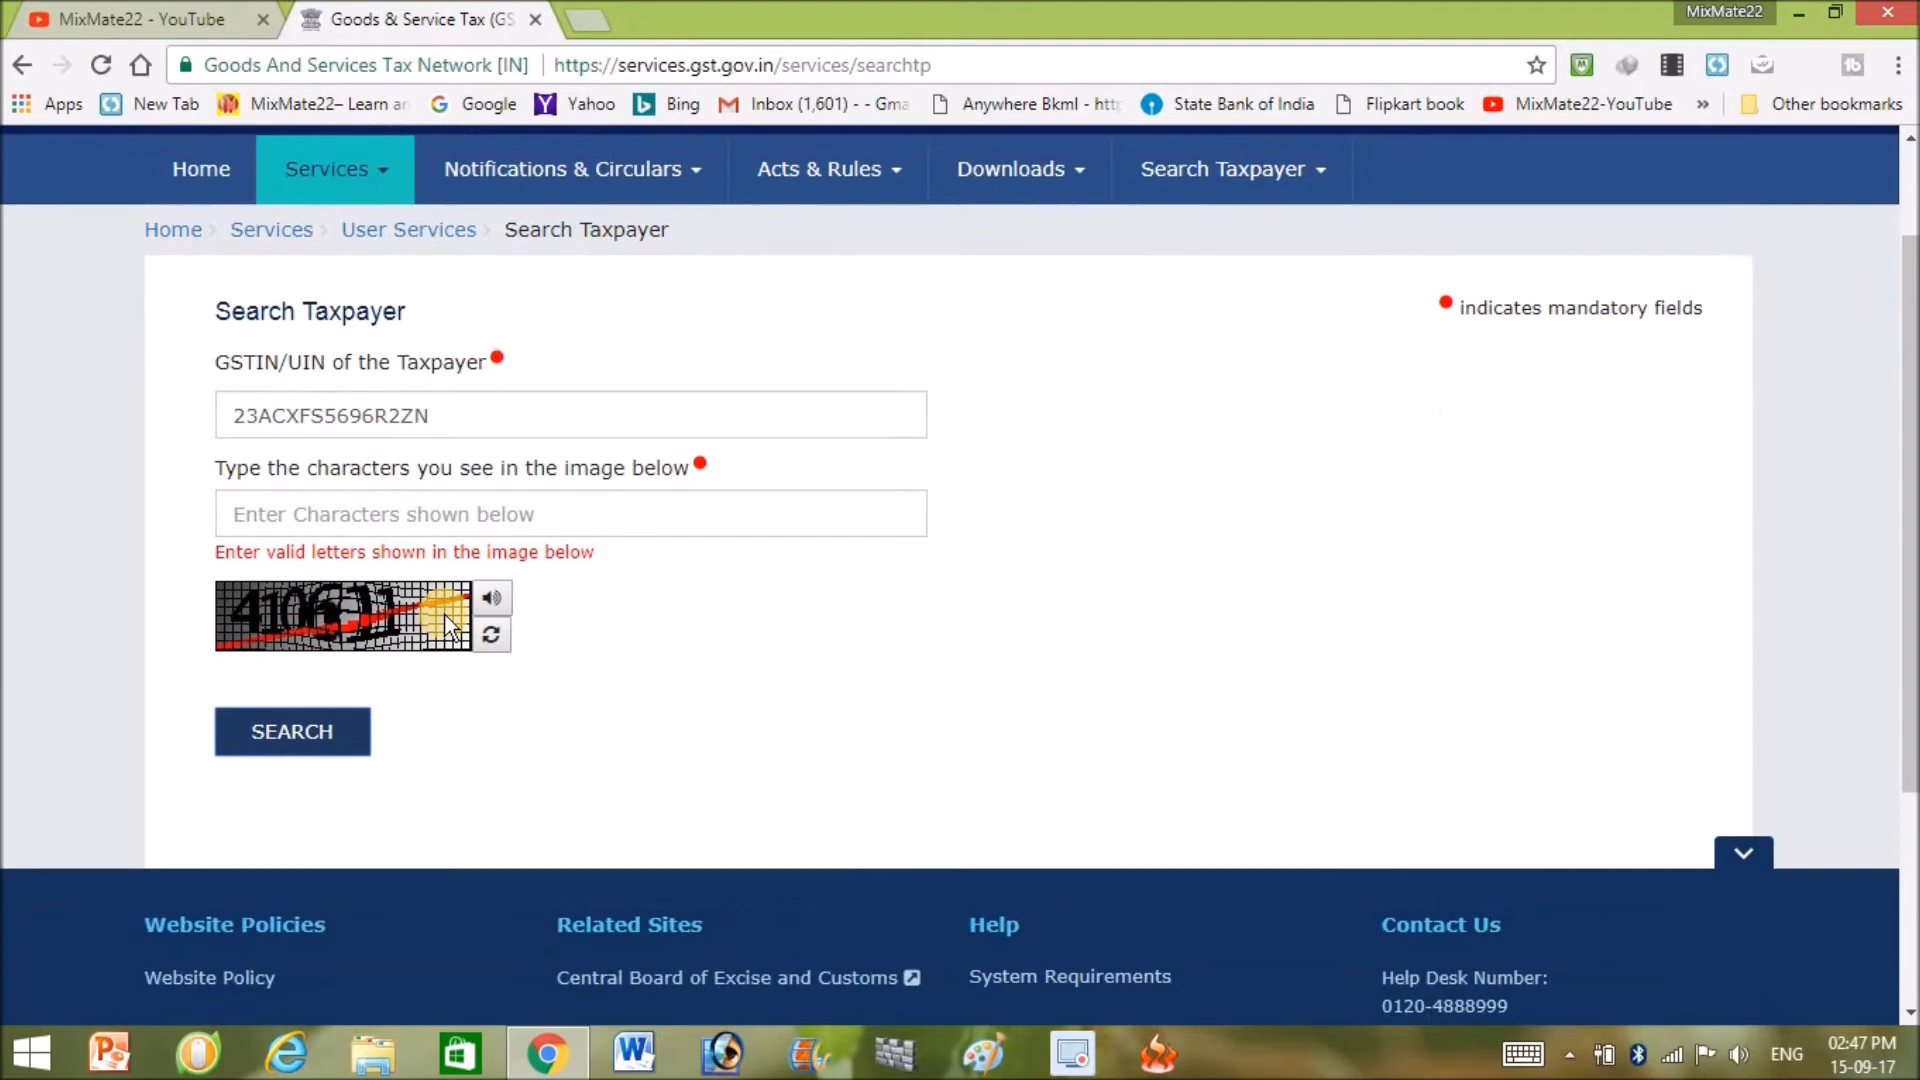 MixMate22 - YouTube
Goods & Service Tax (GS
MixMate22
Goods And Services Tax Network [IN]
https://services.gst.gov.in/services/searchtp
Apps
New Tab
MixMate22– Learn an
Google
Yahoo
Bing
Inbox (1,601) - - Gma
Anywhere Bkml - htt
State Bank of India
Flipkart book
MixMate22-YouTube
»
Other bookmarks
Home
Services
Notifications & Circulars
Acts & Rules
Downloads
Search Taxpayer
Home
Services
User Services
Search Taxpayer
Search Taxpayer
indicates mandatory fields
GSTIN/UIN of the Taxpayer
23ACXFS5696R2ZN
Type the characters you see in the image below
Enter Characters shown below
Enter valid letters shown in the image below
SEARCH
Website Policies
Related Sites
Help
Contact Us
Website Policy
Central Board of Excise and Customs
System Requirements
Help Desk Number:
0120-4888999
ENG
02:47 PM
15-09-17